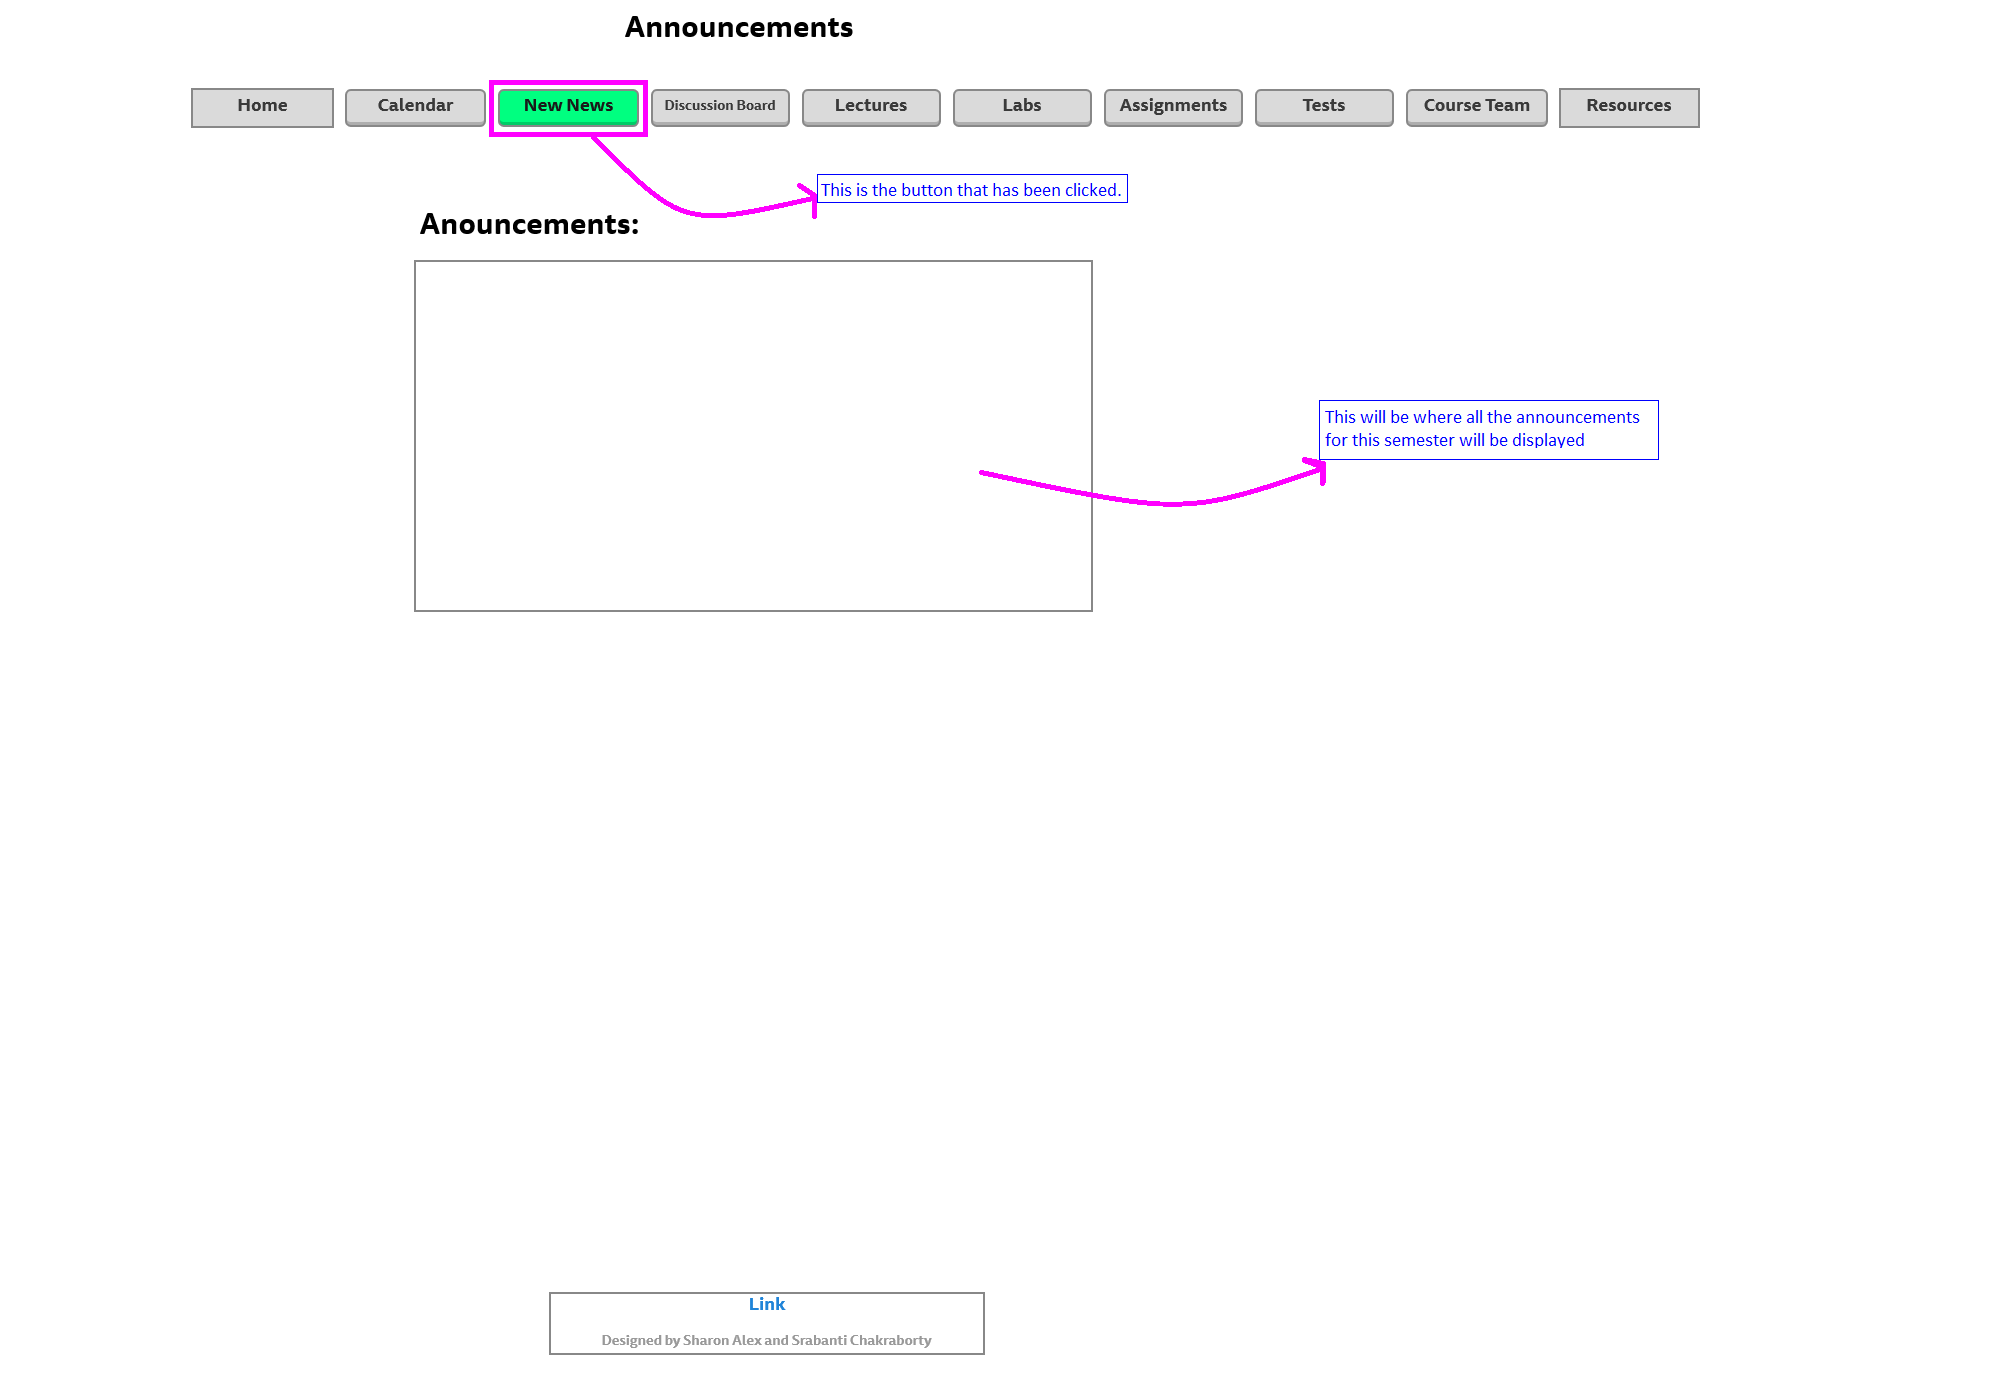 Announcements
Home Calendar New News Discussion Board Lectures Labs Assignments Tests Course Team Resources
This is the button that has been clicked.
Anouncements:
This will be where all the announcements
for this semester will be displayed
Link
Designed by Sharon Alex and Srabanti Chakraborty